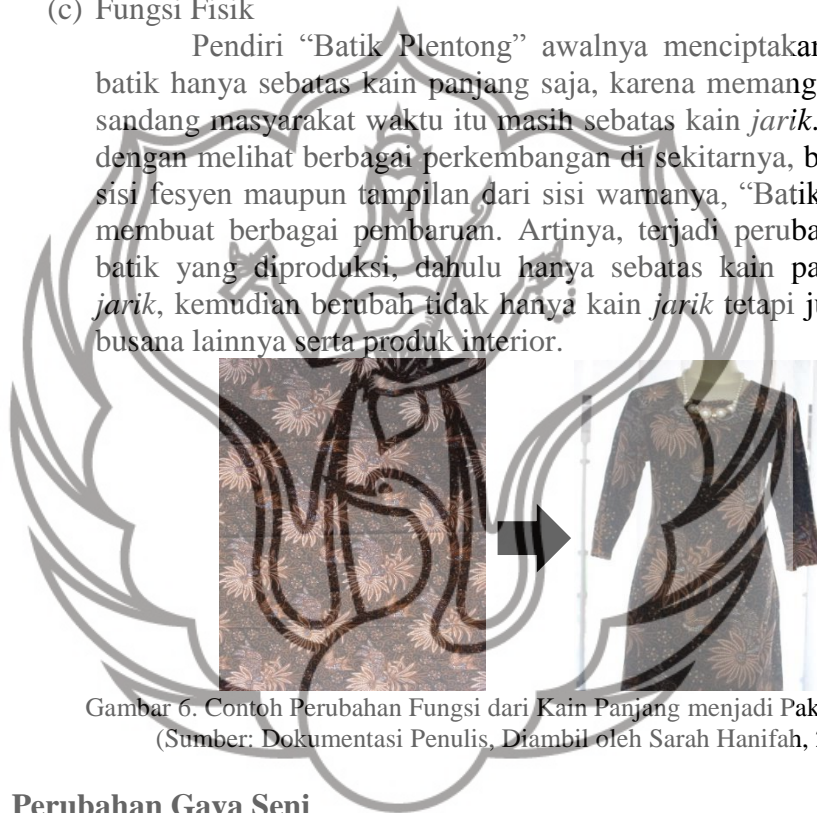 (c) Fungsi Fisik
Pendiri “Batik Plentong” awalnya menciptakan
batik hanya sebatas kain panjang saja, karena memang
sandang masyarakat waktu itu masih sebatas kain jarik.
dengan melihat berbagai perkembangan di sekitarnya, b
sisi fesyen maupun tampilan dari sisi warnanya, “Batik
membuat berbagai pembaruan. Artinya, terjadi peruba
batik yang diproduksi, dahulu hanya sebatas kain pa
jarik, kemudian berubah tidak hanya kain jarik tetapi ju
busana lainnya serta produk interior.
Gambar 6. Contoh Perubahan Fungsi dari Kain Panjang menjadi Pak
(Sumber: Dokumentasi Penulis, Diambil oleh Sarah Hanifah,
Perubahan Gaya Seni